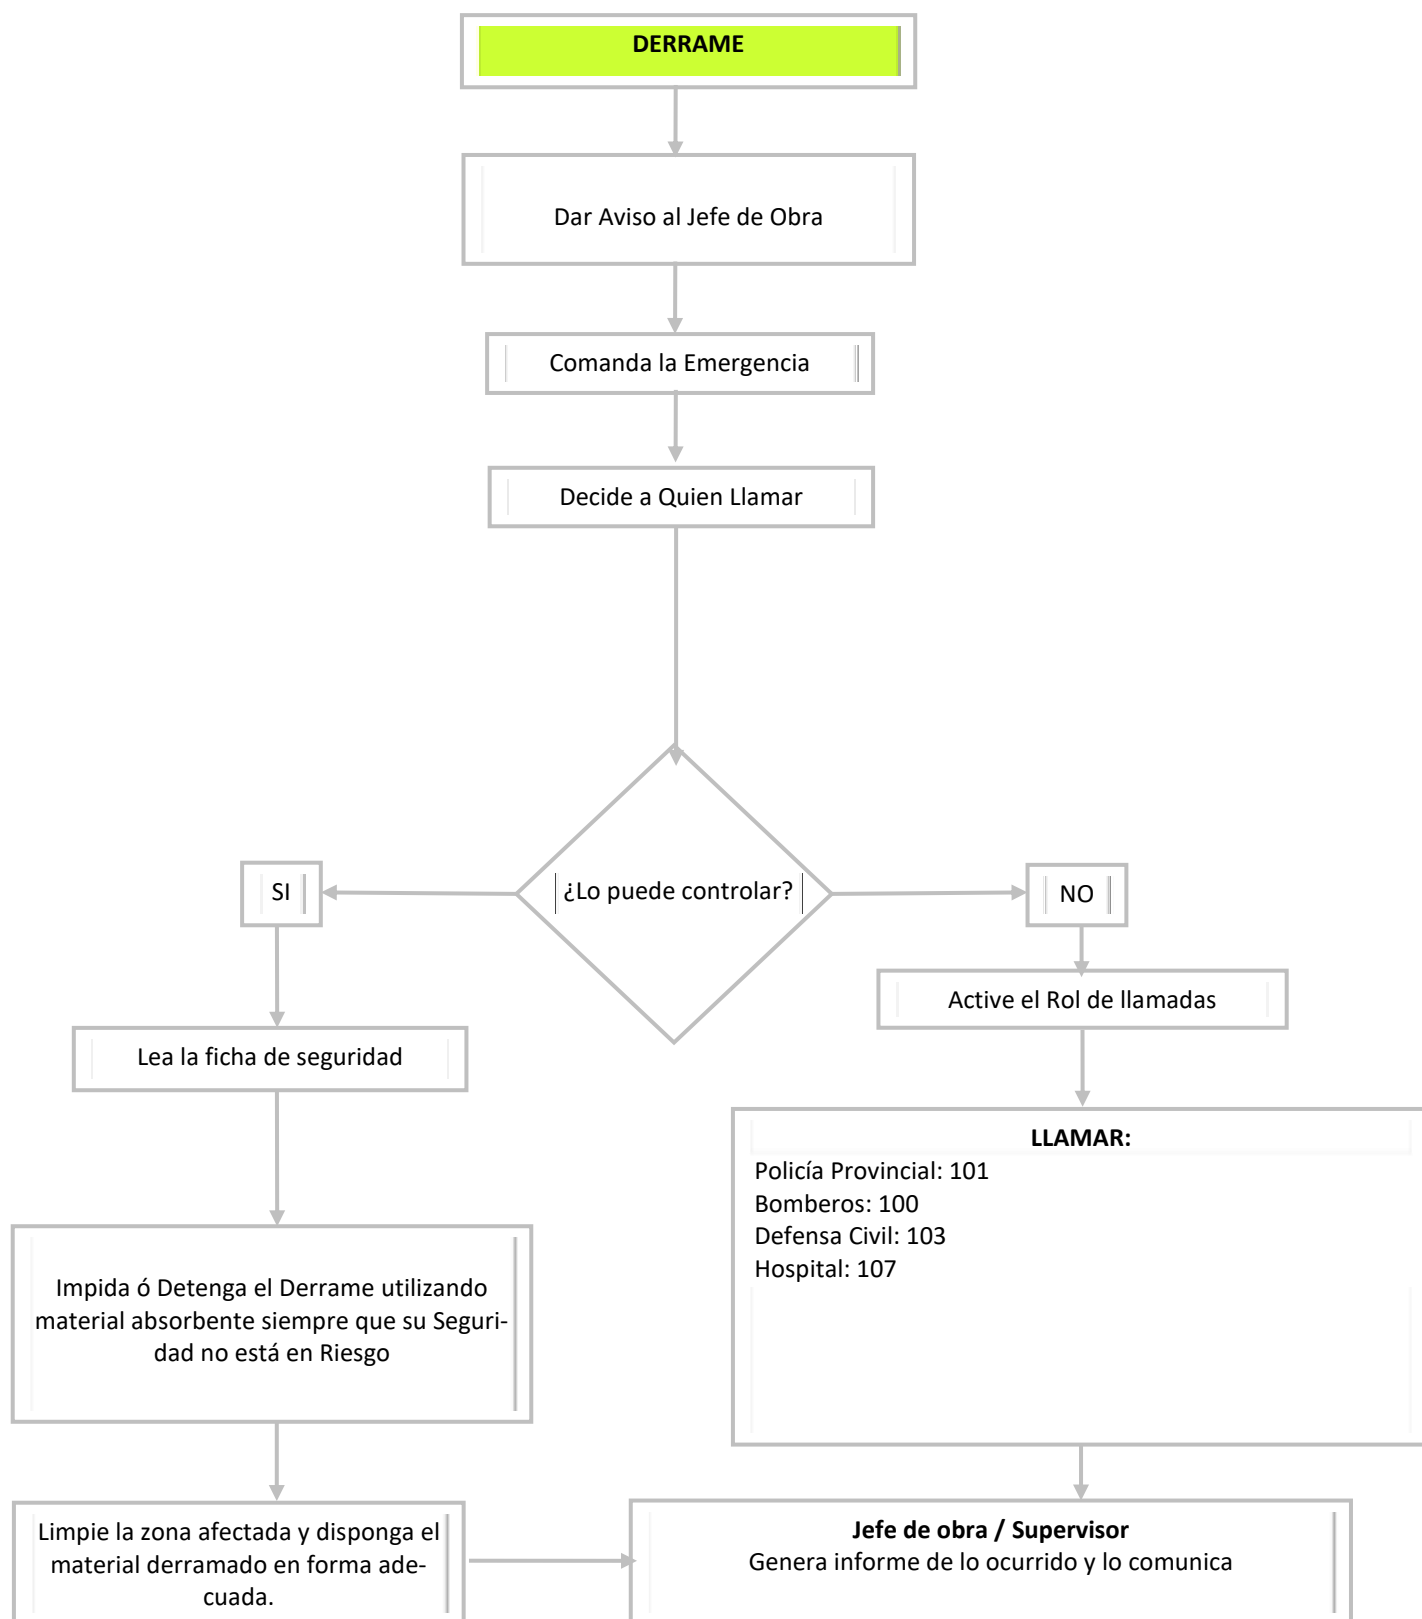 DERRAME
Dar Aviso al Jefe de Obra
Comanda la Emergencia
Decide a Quien Llamar
¿Lo puede controlar?
SI
NO
Active el Rol de llamadas
Lea la ficha de seguridad
LLAMAR:
Policía Provincial: 101
Bomberos: 100
Defensa Civil: 103
Hospital: 107
Impida ó Detenga el Derrame utilizando
material absorbente siempre que su Seguri-
dad no está en Riesgo
Limpie la zona afectada y disponga el
material derramado en forma ade-
cuada.
Jefe de obra / Supervisor
Genera informe de lo ocurrido y lo comunica